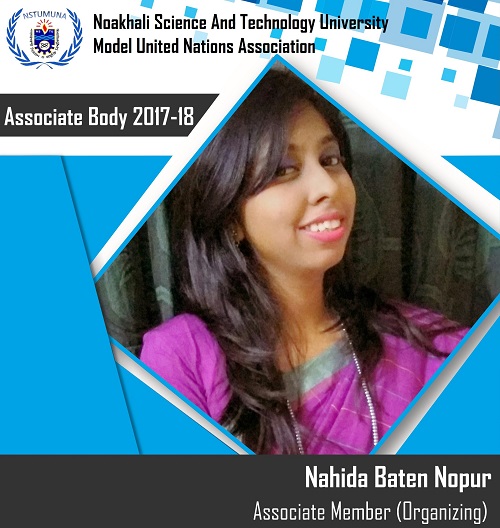 NSTUMUNA
Noakhali Science And Technology University
Model United Nations Association
Associate Body 2017-18
Nahida Baten Nopur
Associate Member (Organizing)